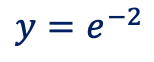 y = e⁻²